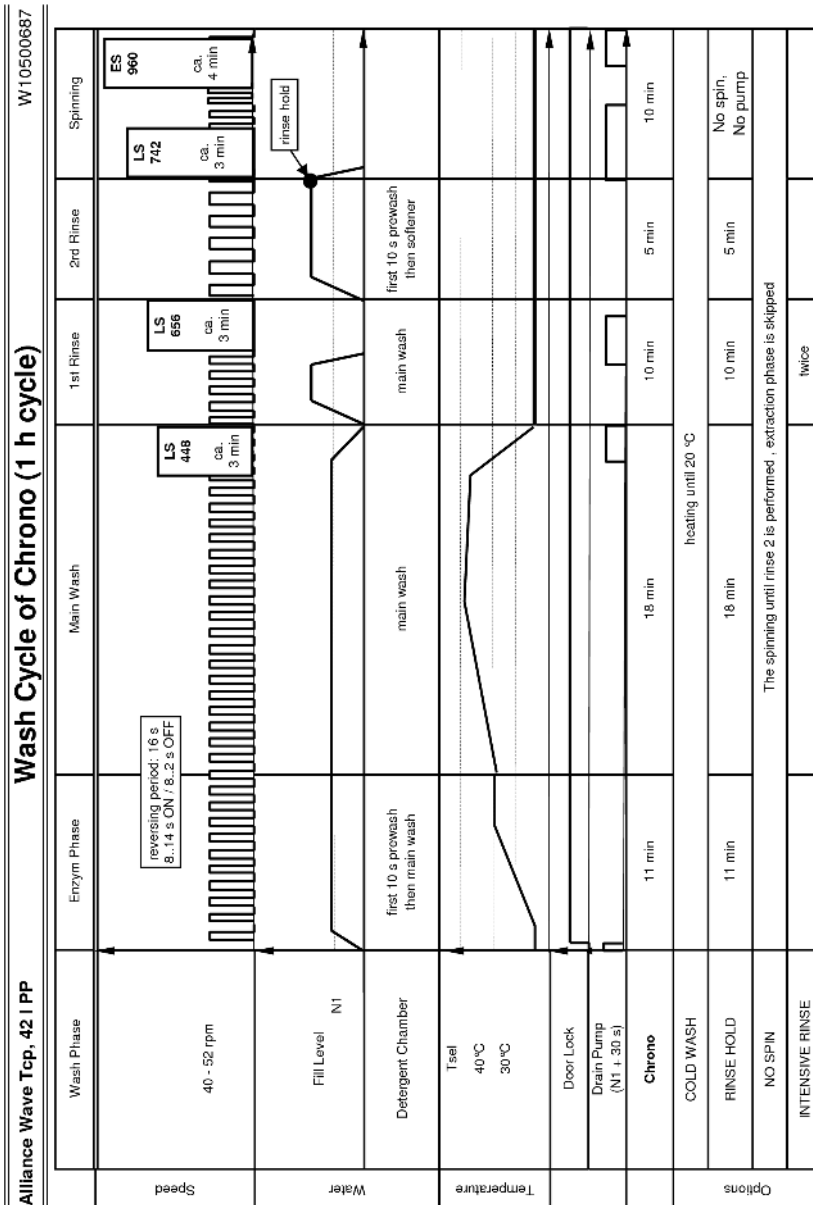 Alliance Wave Tcp, 42 l PP
Wash Cycle of Chrono (1 h cycle)
W10500687
Wash Phase
Enzym Phase
Main Wash
1st Rinse
2nd Rinse
Spinning
Speed
40 - 52 rpm
reversing period: 16 s
8..14 s ON / 8..2 s OFF
LS
448
ca.
3 min
LS
656
ca.
3 min
LS
742
ca.
3 min
ES
960
ca.
4 min
Water
Fill Level
N1
rinse hold
Detergent Chamber
first 10 s prewash
then main wash
main wash
main wash
first 10 s prewash
then softener
Temperature
Tsel
40°C
30°C
Door Lock
Drain Pump
(N1 + 30 s)
Chrono
11 min
18 min
10 min
5 min
10 min
Options
COLD WASH
heating until 20 °C
RINSE HOLD
11 min
18 min
10 min
5 min
No spin,
No pump
NO SPIN
The spinning until rinse 2 is performed , extraction phase is skipped
INTENSIVE RINSE
twice